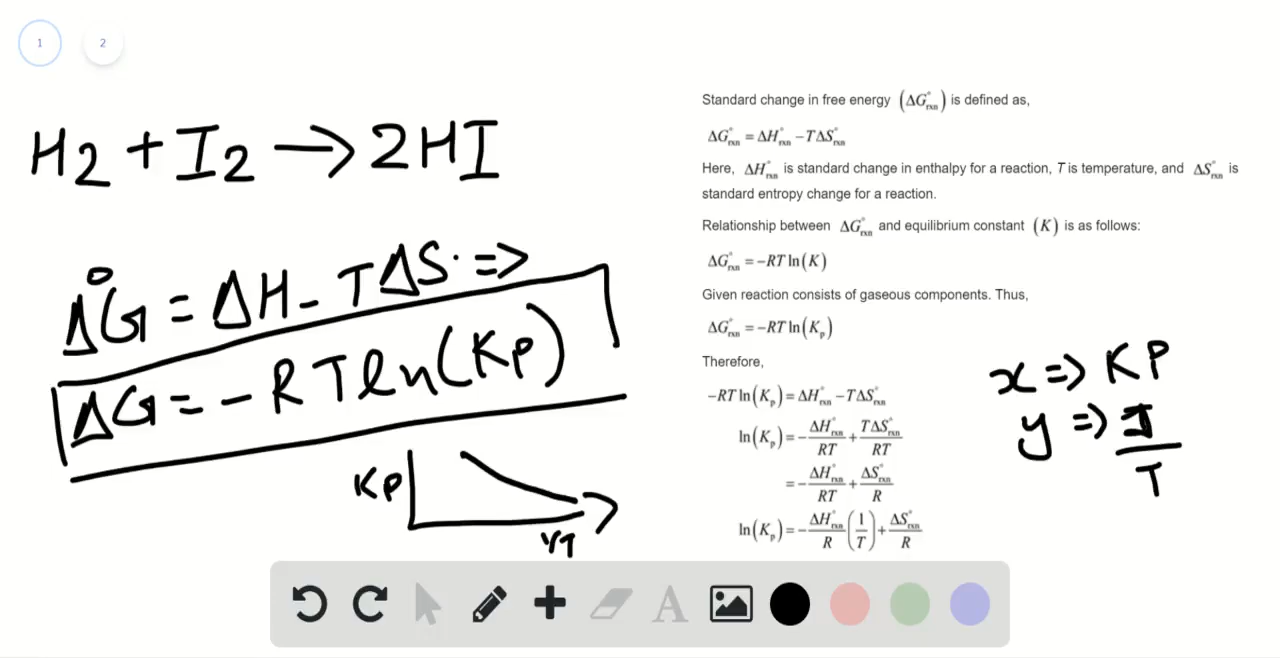 1 2
H2 + I2 → 2HI
ΔG° = ΔH - TΔS. =>
ΔG = - RT ln(KP)
KP
1/T
Standard change in free energy (ΔG°rxn) is defined as,
ΔG°rxn = ΔH°rxn − TΔS°rxn
Here, ΔH°rxn is standard change in enthalpy for a reaction, T is temperature, and ΔS°rxn is
standard entropy change for a reaction.
Relationship between ΔG°rxn and equilibrium constant (K) is as follows:
ΔG°rxn = −RT ln(K)
Given reaction consists of gaseous components. Thus,
ΔG°rxn = −RT ln(Kp)
Therefore,
−RT ln(Kp) = ΔH°rxn − TΔS°rxn
ln(Kp) = − ΔH°rxn/RT + TΔS°rxn/RT
= − ΔH°rxn/RT + ΔS°rxn/R
ln(Kp) = − ΔH°rxn/R (1/T) + ΔS°rxn/R
x => KP
y => 1/T
A